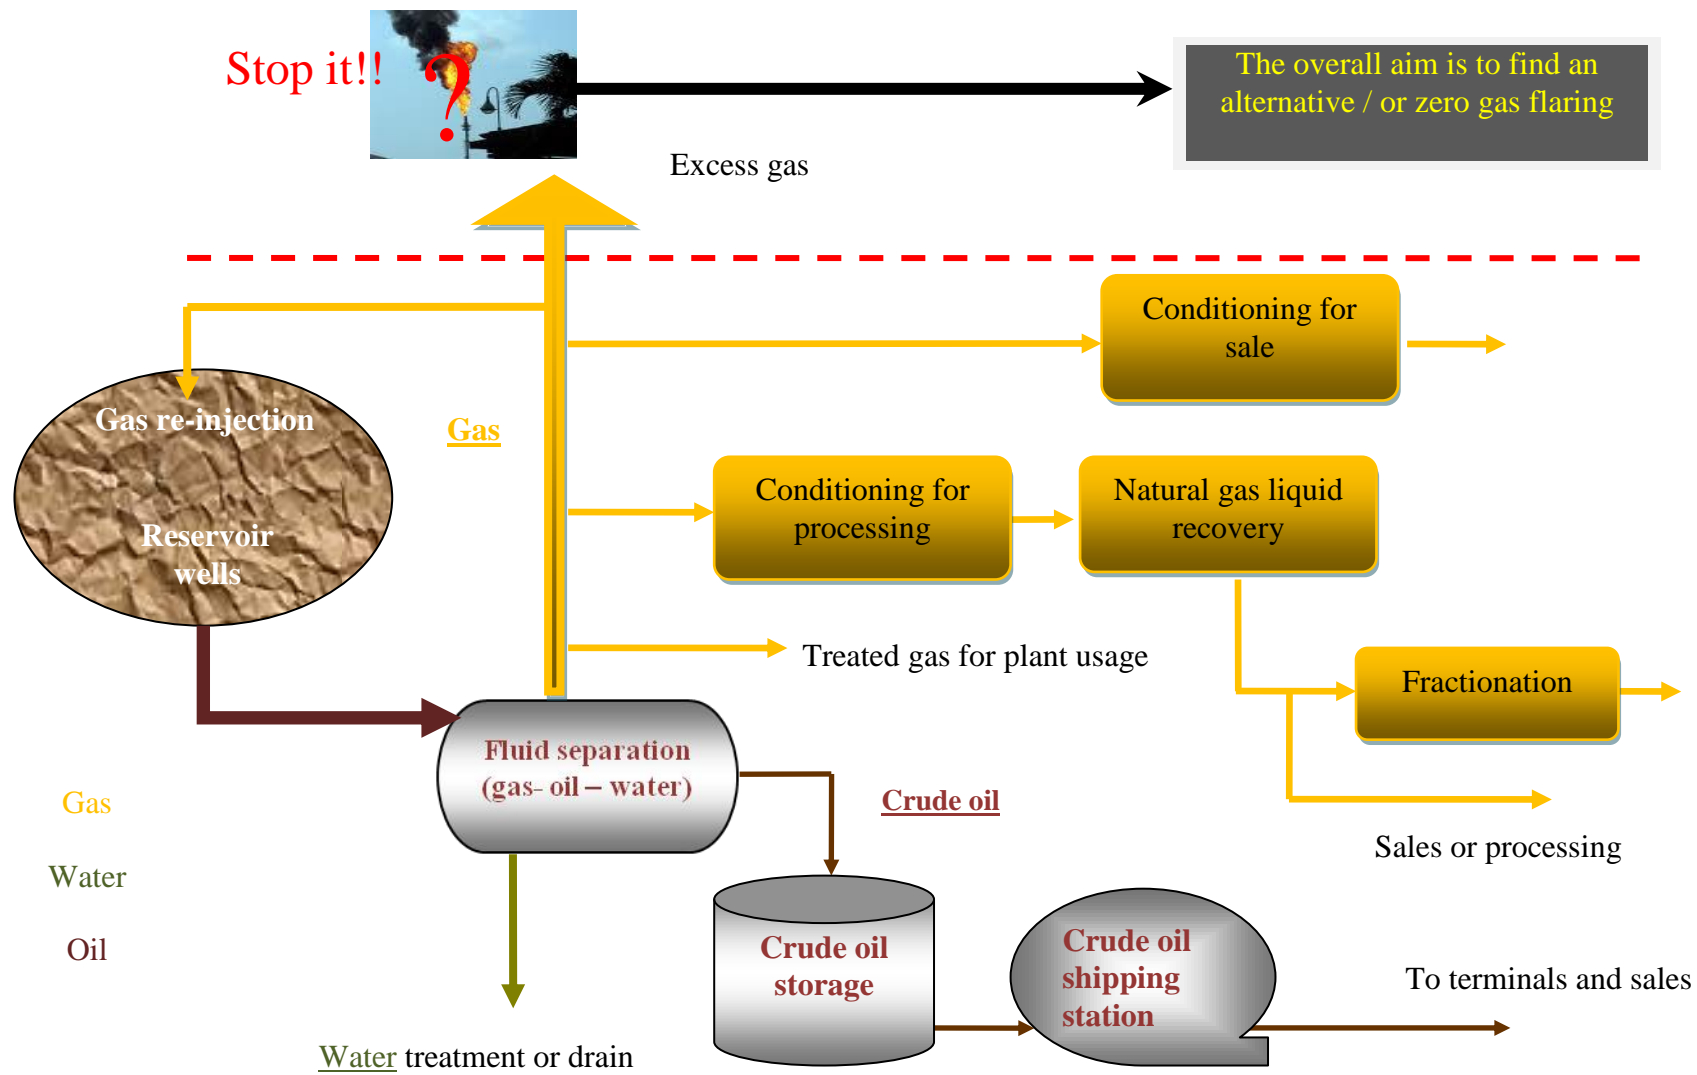 Stop it!!
?
The overall aim is to find an
alternative / or zero gas flaring
Excess gas
Conditioning for
sale
Gas re-injection
Gas
Conditioning for
processing
Natural gas liquid
recovery
Reservoir
wells
Treated gas for plant usage
Fractionation
Fluid separation
(gas- oil – water)
Gas
Crude oil
Sales or processing
Water
Oil
Crude oil
storage
Crude oil
shipping
station
To terminals and sales
Water treatment or drain